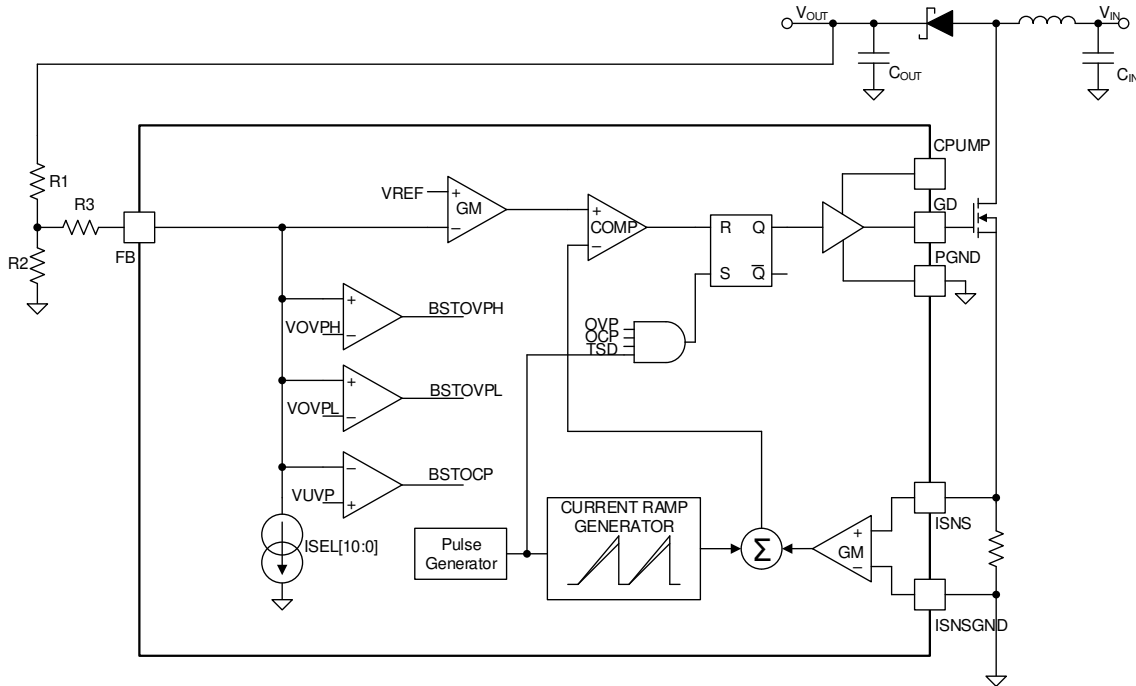 VOUT
VIN
COUT
CIN
CPUMP
R1
VREF
+
GM
−
+
COMP
−
R Q
S Q
GD
R3
FB
R2
PGND
+
VOVPH −
BSTOVPH
OVP
OCP
TSD
+
VOVPL −
BSTOVPL
−
VUVP +
BSTOCP
ISEL[10:0]
Pulse
Generator
CURRENT RAMP
GENERATOR
Σ
+
GM
−
ISNS
ISNSGND